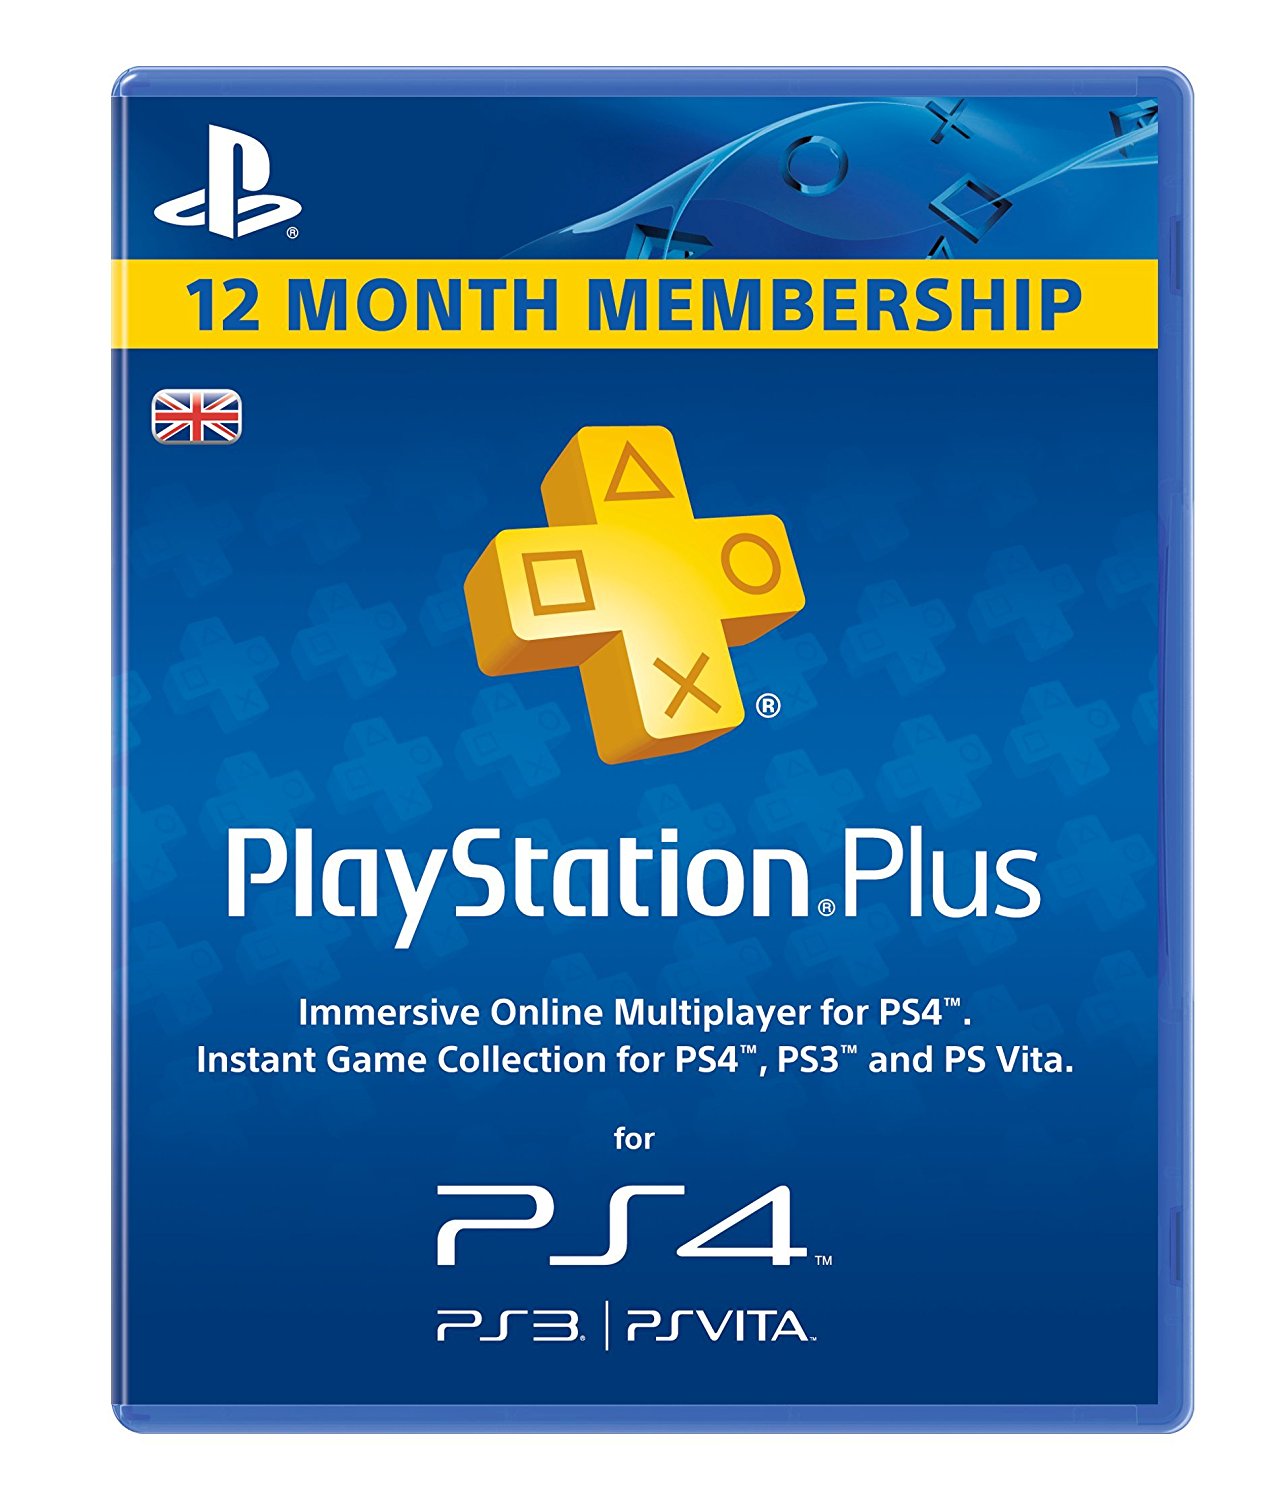 ®
12 MONTH MEMBERSHIP
®
PlayStation®Plus
Immersive Online Multiplayer for PS4™.
Instant Game Collection for PS4™, PS3™ and PS Vita.
for
PS4™
PS3® | PSVITA™